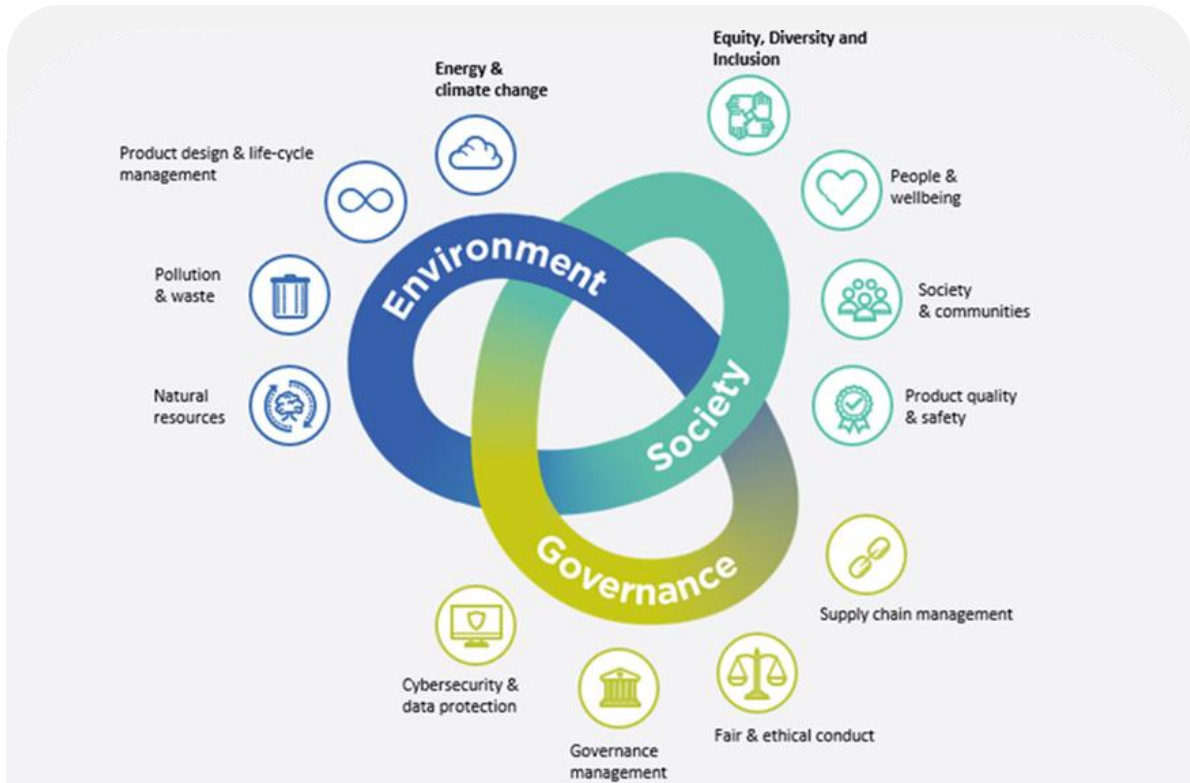 Equity, Diversity and
Inclusion
Energy &
climate change
Product design & life-cycle
management
People &
wellbeing
Environment
Pollution
& waste
Society
& communities
Natural
resources
Society
Product quality
& safety
Governance
Supply chain management
Cybersecurity &
data protection
Fair & ethical conduct
Governance
management